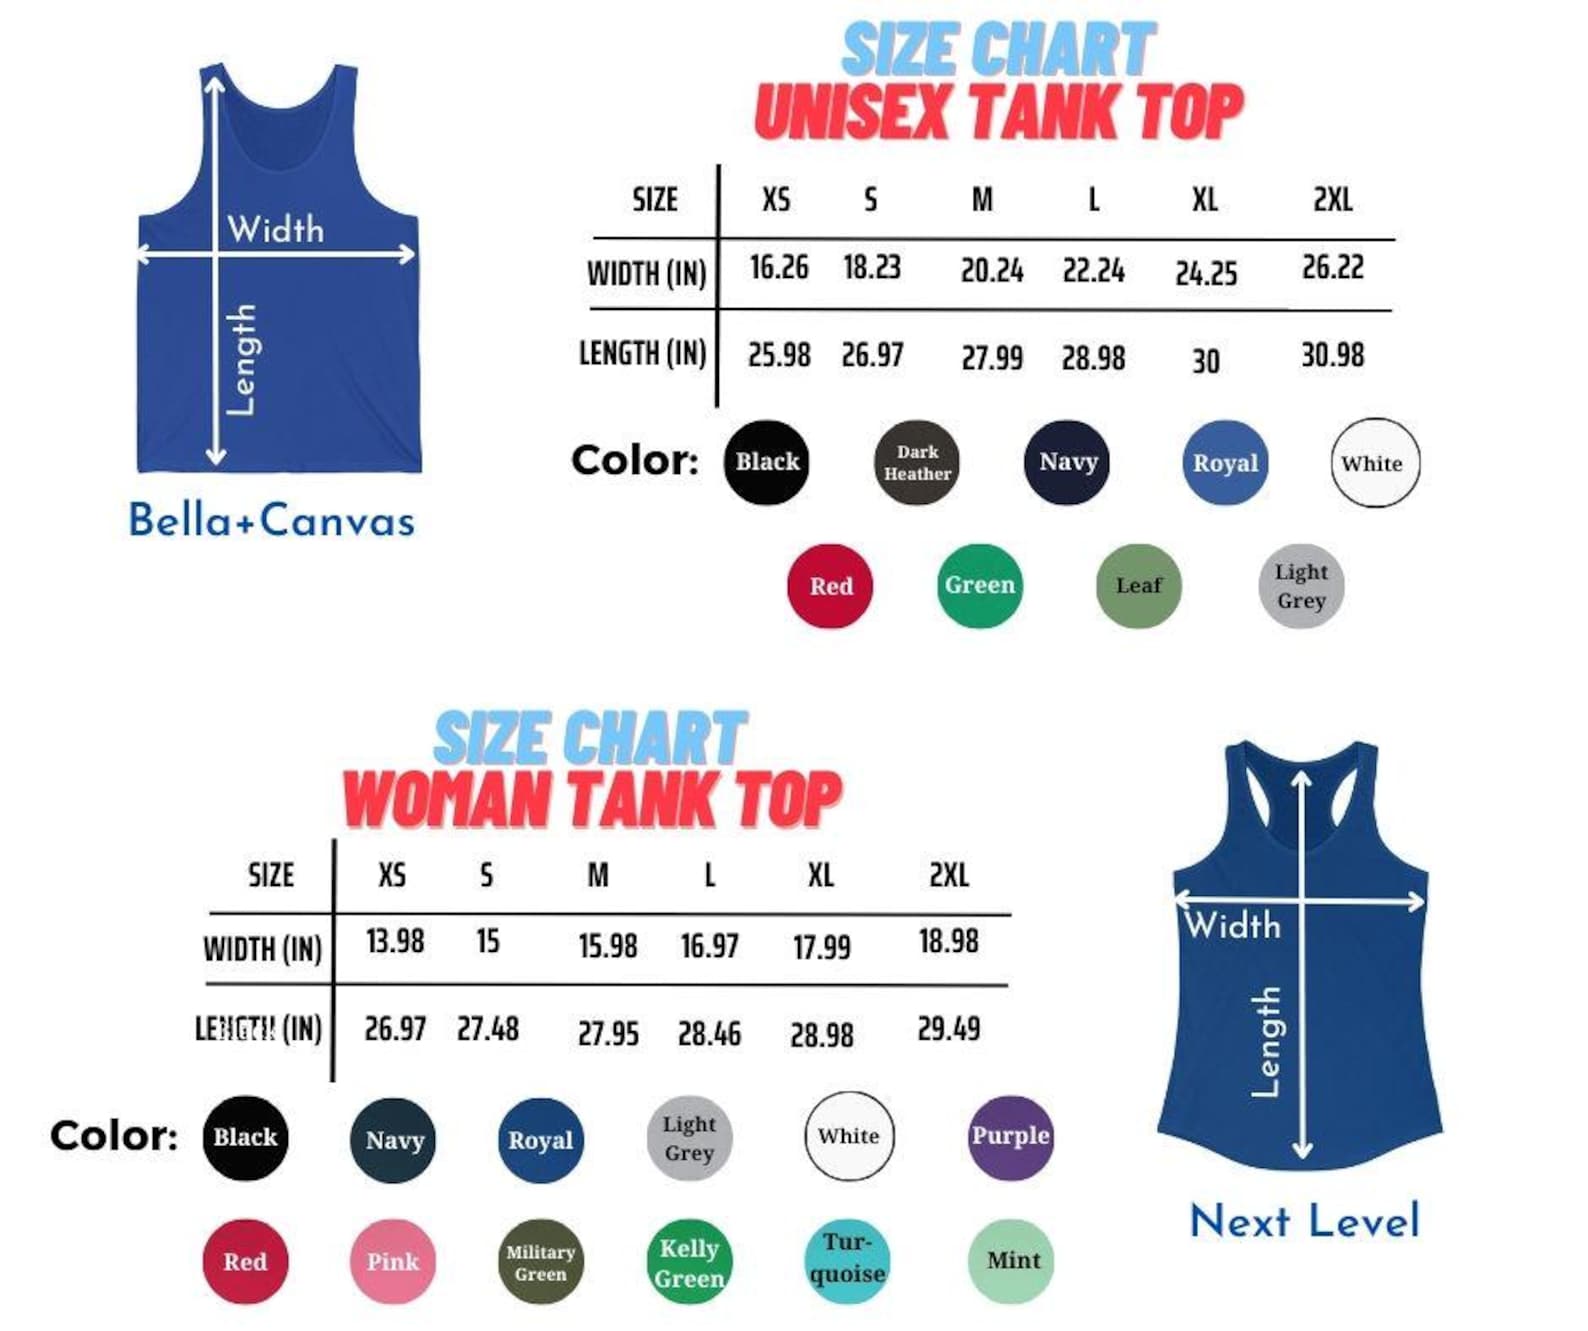 SIZE CHART
UNISEX TANK TOP
Width
Length
Bella+Canvas
SIZE XS S M L XL 2XL
WIDTH (IN) 16.26 18.23 20.24 22.24 24.25 26.22
LENGTH (IN) 25.98 26.97 27.99 28.98 30 30.98
Color: Black Dark Heather Navy Royal White
Red Green Leaf Light Grey
SIZE CHART
WOMAN TANK TOP
SIZE XS S M L XL 2XL
WIDTH (IN) 13.98 15 15.98 16.97 17.99 18.98
LENGTH (IN) 26.97 27.48 27.95 28.46 28.98 29.49
Color: Black Navy Royal Light Grey White Purple
Red Pink Military Green Kelly Green Tur-quoise Mint
Width
Length
Next Level